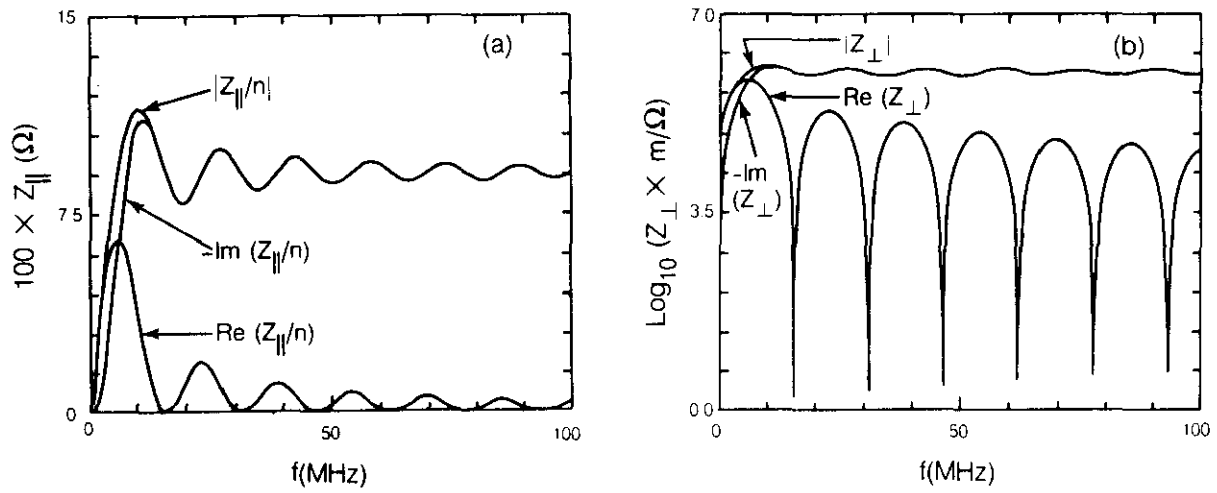 15
(a)
|Z∥/n|
100 × Z∥ (Ω)
7.5
-Im (Z∥/n)
Re (Z∥/n)
0
0
50
100
f(MHz)
7.0
|Z⊥|
(b)
Re (Z⊥)
-Im
(Z⊥)
Log10 (Z⊥ × m/Ω)
3.5
0.0
0
50
100
f(MHz)